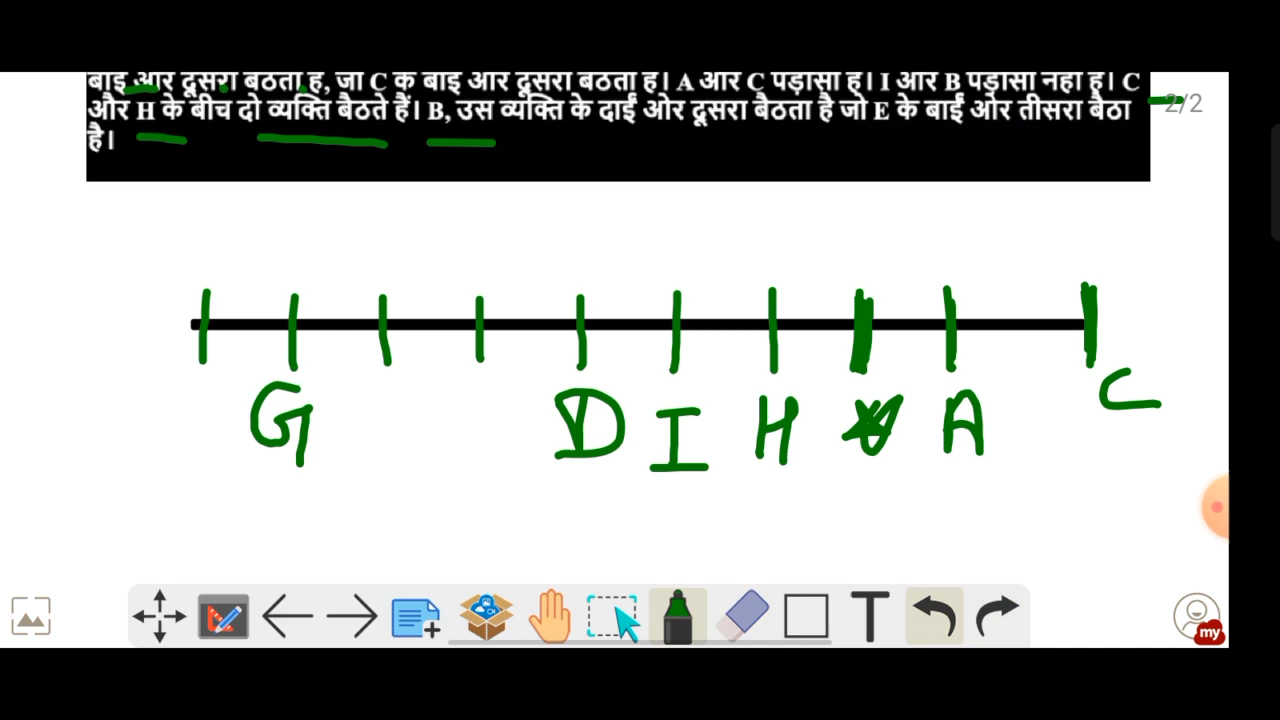 बाईं ओर दूसरा बैठता है, जो C के बाईं ओर दूसरा बैठता है। A और C पड़ोसी हैं। I और B पड़ोसी नहीं हैं। C
और H के बीच दो व्यक्ति बैठते हैं। B, उस व्यक्ति के दाईं ओर दूसरा बैठता है जो E के बाईं ओर तीसरा बैठा
है।
2/2
G D I H A C
T
my